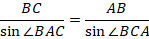 BC / sin ∠BAC = AB / sin ∠BCA